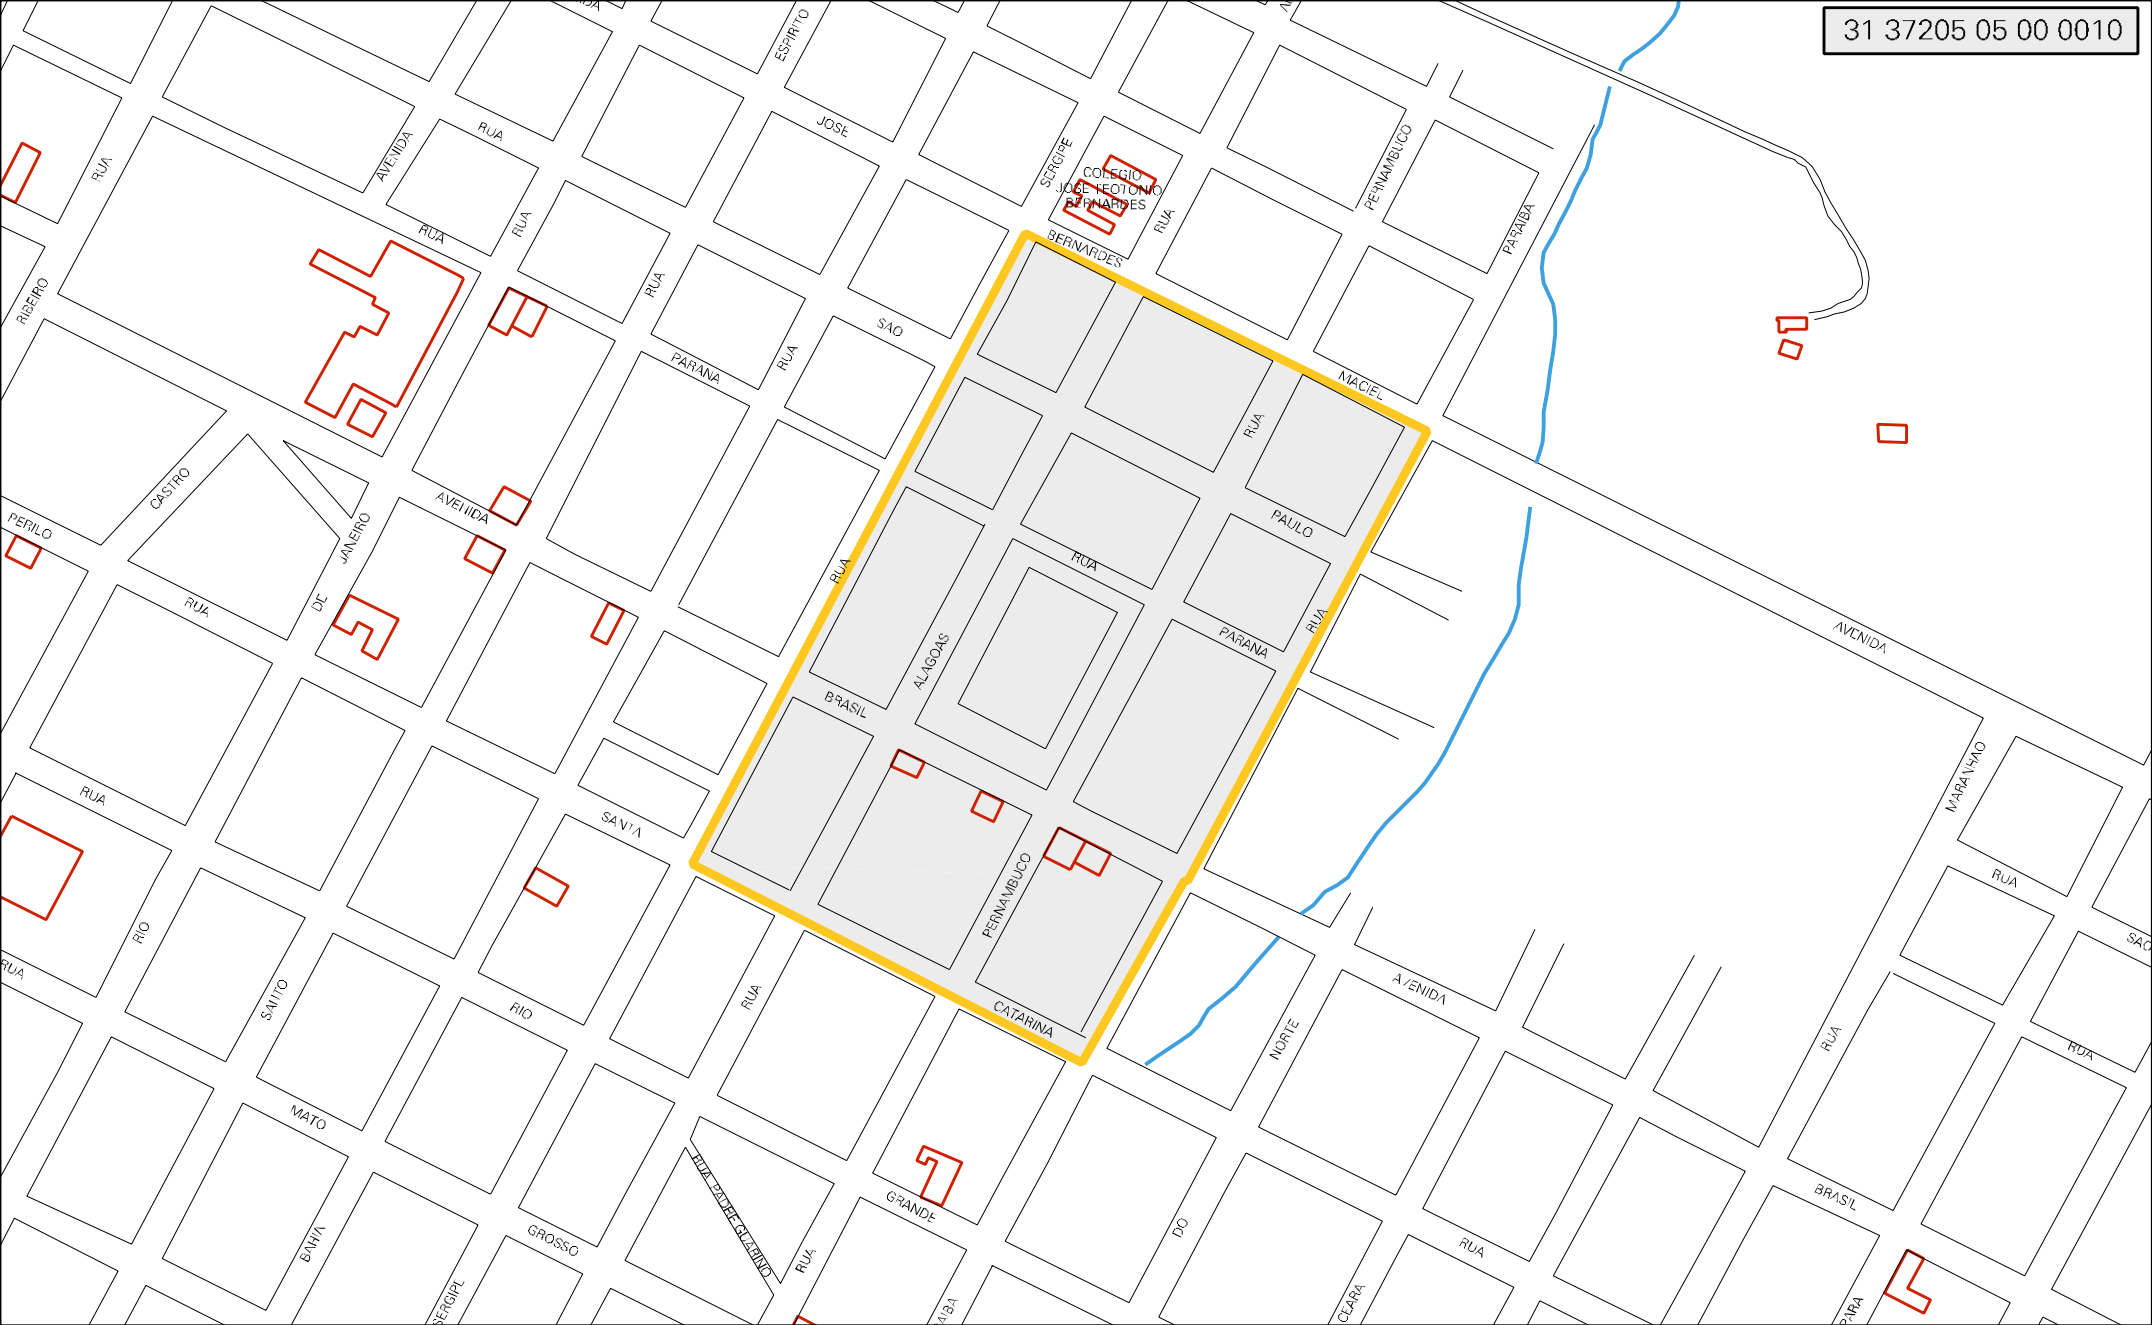 31 37205 05 00 0010
ESPIRITO
JOSE
RUA
AVENIDA
RUA
SERGIPE
COLEGIO
JOSE TEOTONIO
BERNARDES
RUA
PERNAMBUCO
PARAIBA
RUA
RUA
BERNARDES
RUA
RIBEIRO
SAO
RUA
PARANA
MACIEL
RUA
CASTRO
AVENIDA
PERILO
JANEIRO
PAULO
RUA
RUA
DE
RUA
RUA
PARANA
AVENIDA
ALAGOAS
BRASIL
MARANHAO
RUA
SANTA
PERNAMBUCO
RUA
RIO
SAO
RUA
SANTO
RUA
RIO
AVENIDA
CATARINA
NORTE
RUA
RUA
MATO
RUA PADRE GUARINO
GRANDE
BRASIL
DO
BAHIA
GROSSO
RUA
RUA
CEARA